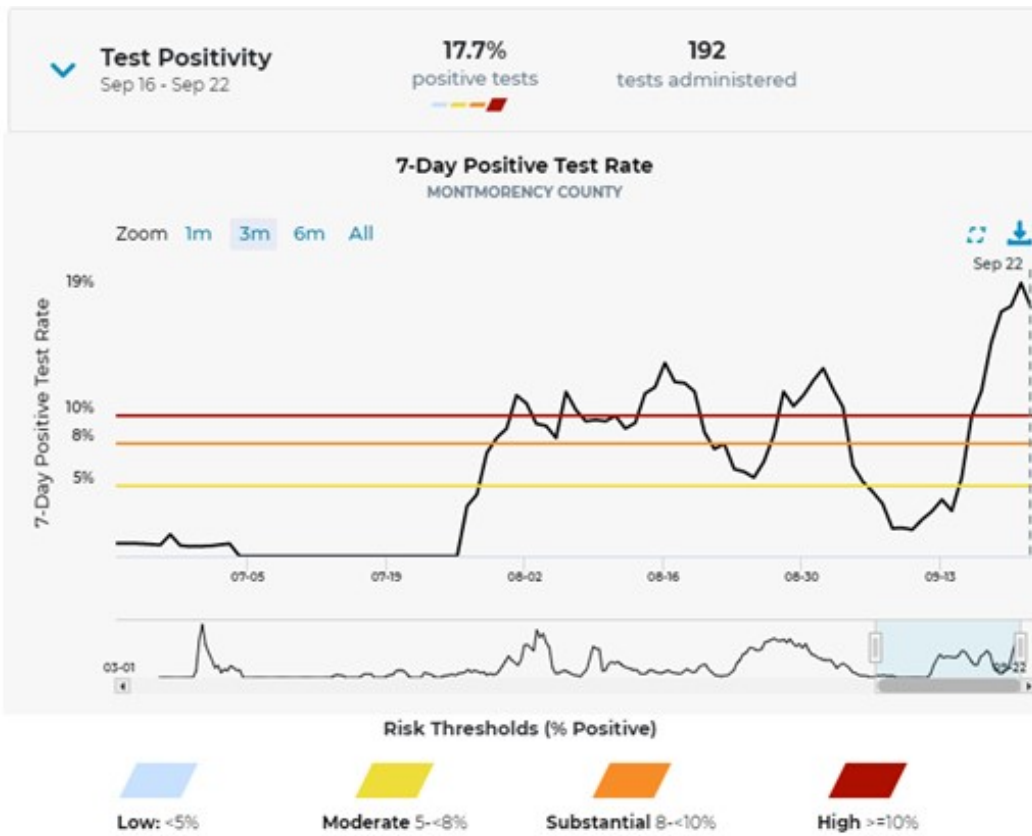 Test Positivity
Sep 16 - Sep 22
17.7%
positive tests
192
tests administered
7-Day Positive Test Rate
MONTMORENCY COUNTY
Zoom 1m 3m 6m All
Sep 22
7-Day Positive Test Rate
19%
10%
8%
5%
07-05 07-19 08-02 08-16 08-30 09-13
03-01
09-22
Risk Thresholds (% Positive)
Low: <5% Moderate 5-<8% Substantial 8-<10% High >=10%